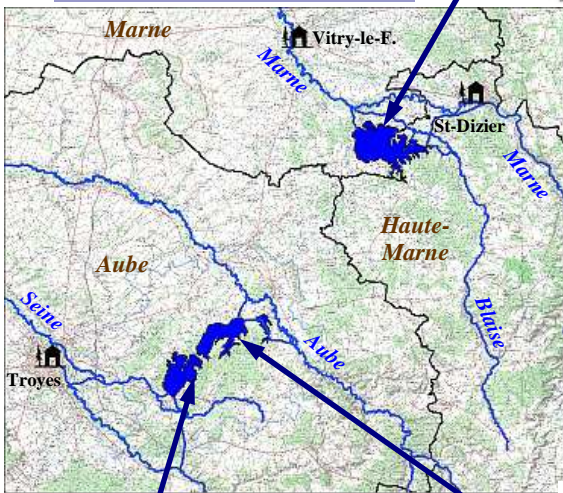 Marne
Vitry-le-F.
Marne
St-Dizier
Marne
Haute-
Marne
Aube
Seine
Blaise
Aube
Troyes